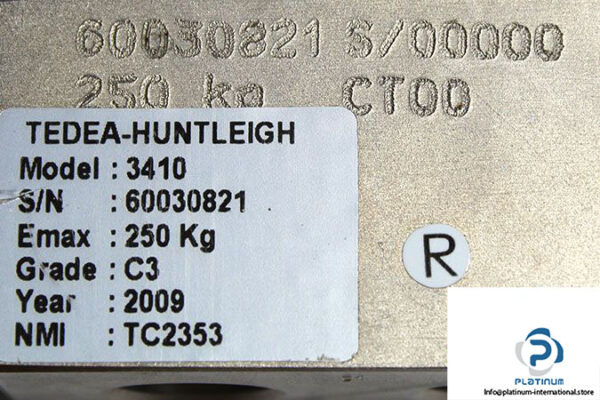 60030821 S/00000
250 kg CT00
TEDEA-HUNTLEIGH
Model : 3410
S/N : 60030821
Emax : 250 Kg
Grade : C3
Year : 2009
NMI : TC2353
R
PLATINUM
Info@platinum-international.store